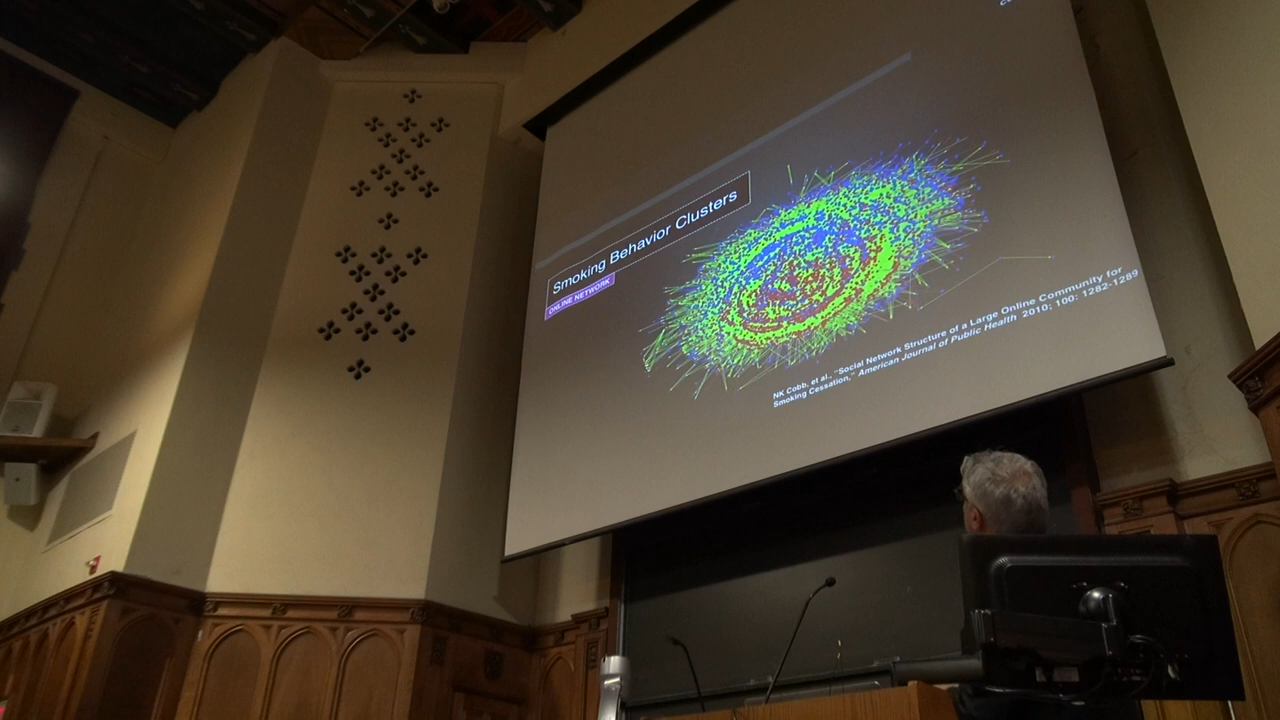 Smoking Behavior Clusters
ONLINE NETWORK
NK Cobb, et al., "Social Network Structure of a Large Online Community for
Smoking Cessation," American Journal of Public Health 2010; 100: 1282-1289